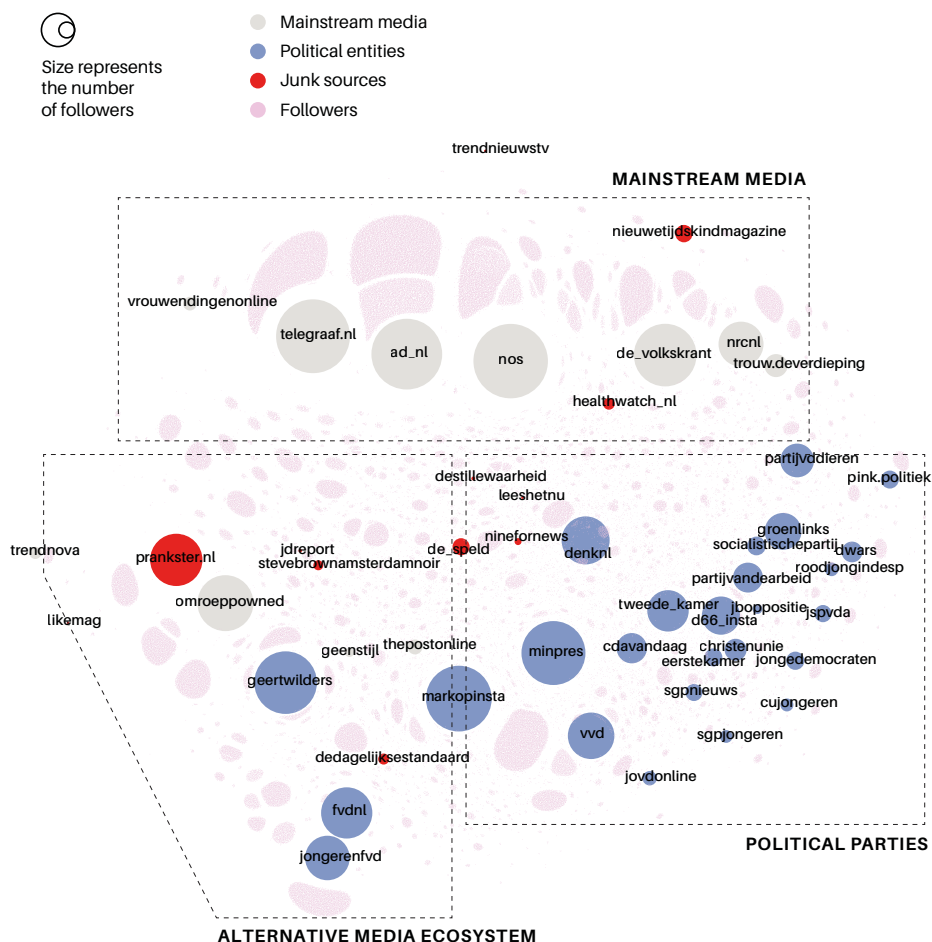 Size represents
the number
of followers
Mainstream media
Political entities
Junk sources
Followers
trendnieuwstv
MAINSTREAM MEDIA
nieuwetijdskindmagazine
vrouwendingenonline
telegraaf.nl
ad_nl
nos
de_volkskrant
nrcnl
trouw.deverdieping
healthwatch_nl
partijvddieren
pink.politiek
destillewaarheid
leeshetnu
groenlinks
socialistischepartij
dwars
roodjongindesp
ninefornews
denknl
de_speld
trendnova
prankster.nl
jdreport
stevebrownamsterdamnoir
partijvandearbeid
omroeppowned
likemag
tweede_kamer
jboppositie
d66_insta
jspvda
geenstijl
thepostonline
minpres
cdavandaag
christenunie
eerstekamer
jongedemocraten
geertwilders
markopinsta
sgpnieuws
cujongeren
vvd
sgpjongeren
dedagelijksestandaard
jovdonline
fvdnl
jongerenfvd
POLITICAL PARTIES
ALTERNATIVE MEDIA ECOSYSTEM